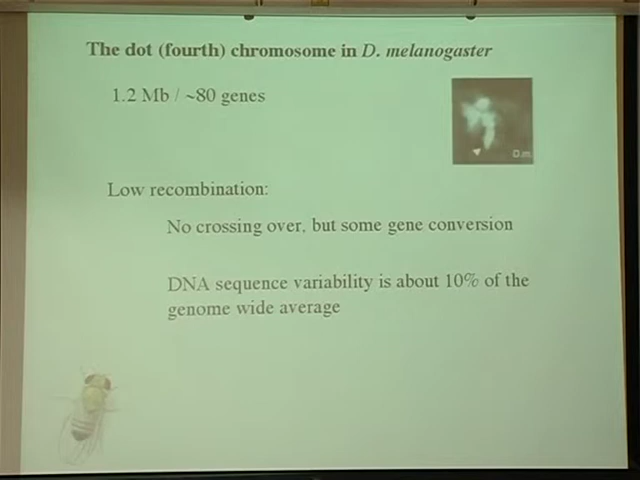 The dot (fourth) chromosome in D. melanogaster
1.2 Mb / ~80 genes
D.m
Low recombination:
No crossing over, but some gene conversion
DNA sequence variability is about 10% of the
genome wide average